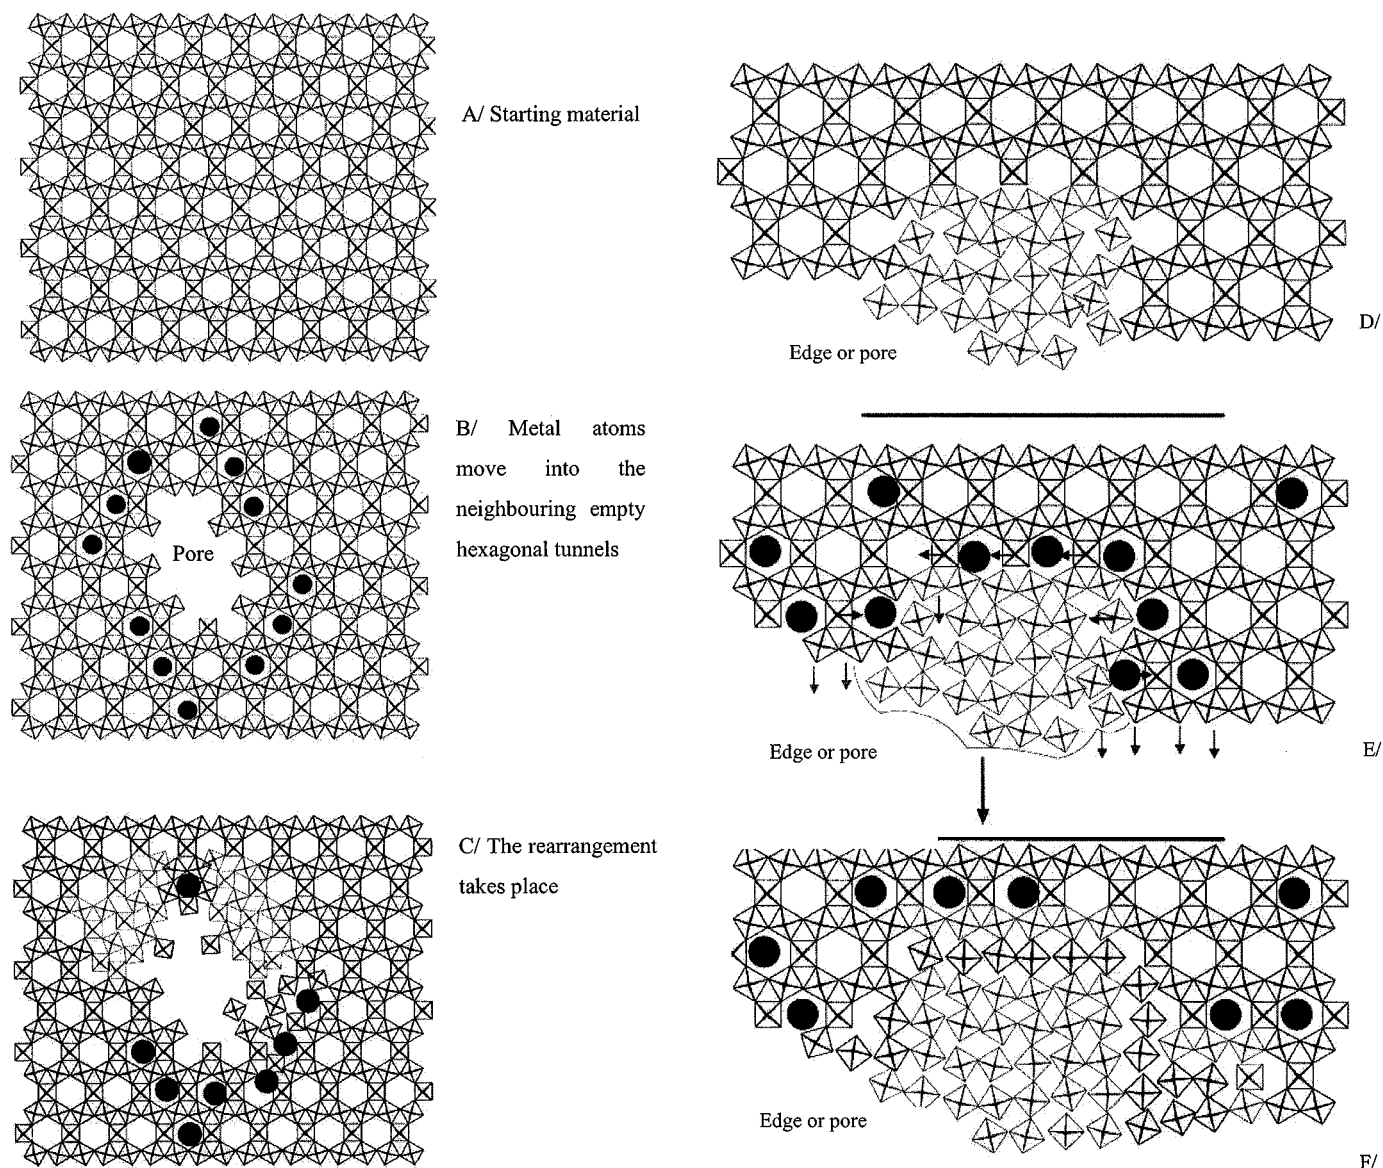 A/ Starting material
B/ Metal atoms
move into the
neighbouring empty
hexagonal tunnels
Pore
C/ The rearrangement
takes place
Edge or pore
D/
Edge or pore
E/
Edge or pore
F/